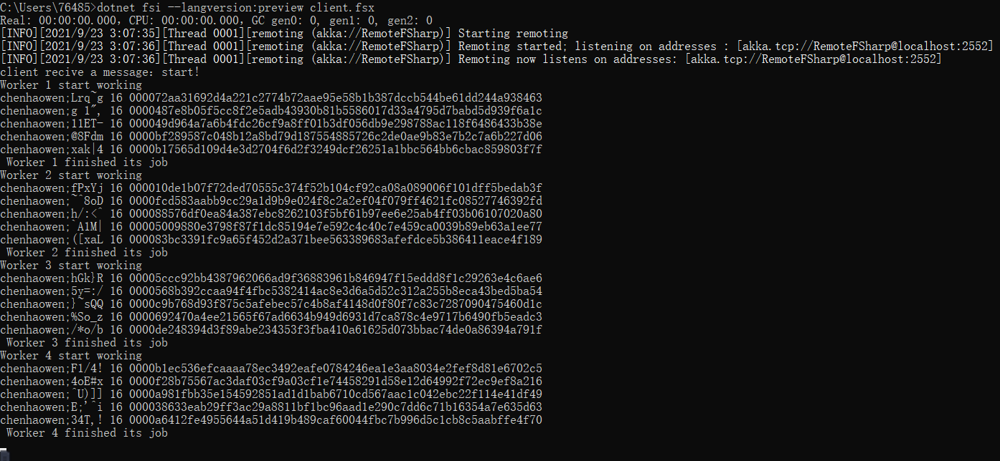 C:\Users\76485>dotnet fsi --langversion:preview client.fsx
Real: 00:00:00.000, CPU: 00:00:00.000, GC gen0: 0, gen1: 0, gen2: 0
[INFO][2021/9/23 3:07:35][Thread 0001][remoting (akka://RemoteFSharp)] Starting remoting
[INFO][2021/9/23 3:07:36][Thread 0001][remoting (akka://RemoteFSharp)] Remoting started; listening on addresses : [akka.tcp://RemoteFSharp@localhost:2552]
[INFO][2021/9/23 3:07:36][Thread 0001][remoting (akka://RemoteFSharp)] Remoting now listens on addresses: [akka.tcp://RemoteFSharp@localhost:2552]
client recive a message: start!
Worker 1 start working
chenhaowen;Lrq~g 16 000072aa31692d4a221c2774b72aae95e58b1b387dccb544be61dd244a938463
chenhaowen;g 1", 16 0000487e8b05f5cc8f2e5adb43930b81b5586017d33a4795d7babd5d939f6a1c
chenhaowen;11ET- 16 000049d964a7a6b4fdc26cf9a8ff01b3df056db9e298788ac118f6486433b38e
chenhaowen;@8Fdm 16 0000bf289587c048b12a8bd79d187554885726c2de0ae9b83e7b2c7a6b227d06
chenhaowen;xak|4 16 0000b17565d109d4e3d2704f6d2f3249dcf26251a1bbc564bb6cbac859803f7f
 Worker 1 finished its job
Worker 2 start working
chenhaowen;fPxYj 16 000010de1b07f72ded70555c374f52b104cf92ca08a089006f101dff5bedab3f
chenhaowen;~^8oD 16 0000fcd583aabb9cc29a1d9b9e024f8c2a2ef04f079ff4621fc08527746392fd
chenhaowen;h/:<^ 16 000088576df0ea84a387ebc8262103f5bf61b97ee6e25ab4ff03b06107020a80
chenhaowen;`A1M| 16 00005009880e3798f87f1dc85194e7e592c4c40c7e459ca0039b89eb63a1ee77
chenhaowen;([xaL 16 000083bc3391fc9a65f452d2a371bee563389683afefdce5b386411eace4f189
 Worker 2 finished its job
Worker 3 start working
chenhaowen;hGk}R 16 00005ccc92bb4387962066ad9f36883961b846947f15eddd8f1c29263e4c6ae6
chenhaowen;5y=:/ 16 0000568b392ccaa94f4fbc5382414ac8e3d6a5d52c312a255b8eca43bed5ba54
chenhaowen;}~sQQ 16 0000c9b768d93f875c5afebec57c4b8af4148d0f80f7c83c7287090475460d1c
chenhaowen;%So_z 16 0000692470a4ee21565f67ad6634b949d6931d7ca878c4e9717b6490fb5eadc3
chenhaowen;/*o/b 16 0000de248394d3f89abe234353f3fba410a61625d073bbac74de0a86394a791f
 Worker 3 finished its job
Worker 4 start working
chenhaowen;F1/4! 16 0000b1ec536efcaaaa78ec3492eafe0784246ea1e3aa8034e2fef8d81e6702c5
chenhaowen;4oE#x 16 0000f28b75567ac3daf03cf9a03cf1e74458291d58e12d64992f72ec9ef8a216
chenhaowen;^U)]] 16 0000a981fbb35e154592851ad1d1bab6710cd567aac1c042ebc22f114e41df49
chenhaowen;E;'^i 16 000038633eab29ff3ac29a8811bf1bc96aad1e290c7dd6c71b16354a7e635d63
chenhaowen;34T,! 16 0000a6412fe4955644a51d419b489caf60044fbc7b996d5c1cb8c5aabffe4f70
 Worker 4 finished its job